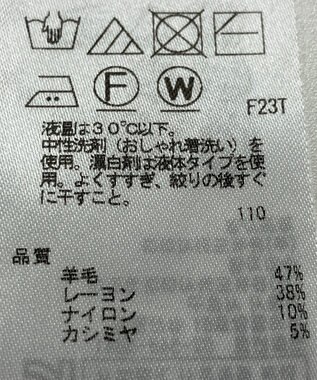 F
W
F23T
液温は30℃以下。
中性洗剤（おしゃれ着洗い）を
使用。漂白剤は液体タイプを使
用。よくすすぎ、絞りの後すぐ
に干すこと。
110
品質
羊毛 47%
レーヨン 38%
ナイロン 10%
カシミヤ 5%